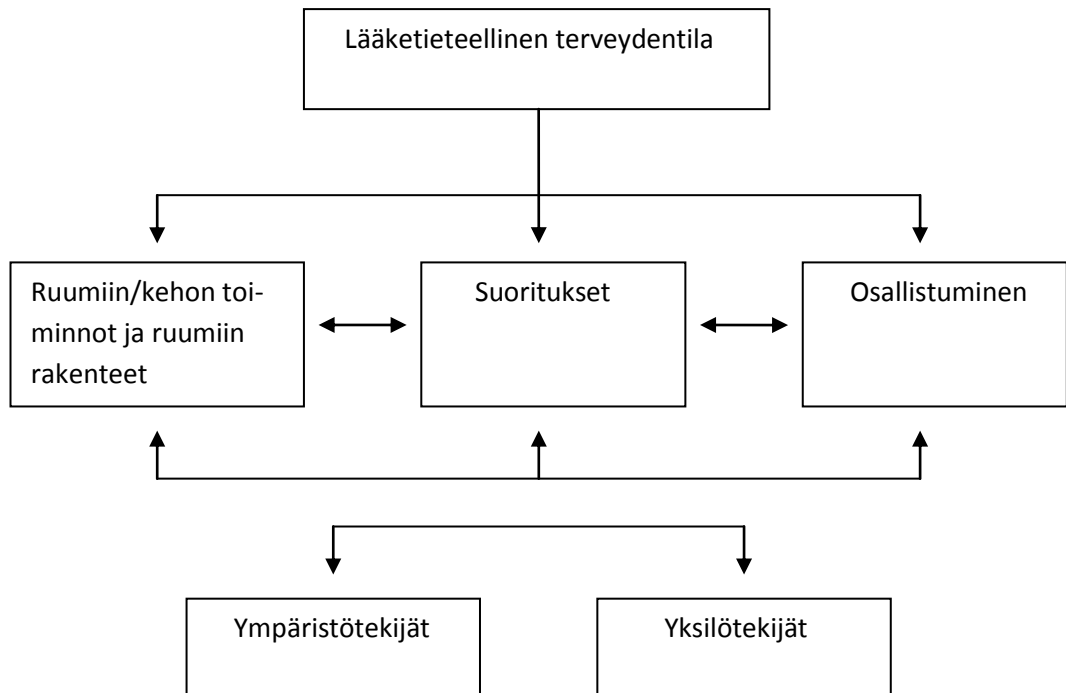 Lääketieteellinen terveydentila
Ruumiin/kehon toi-
minnot ja ruumiin
rakenteet
Suoritukset
Osallistuminen
Ympäristötekijät
Yksilötekijät